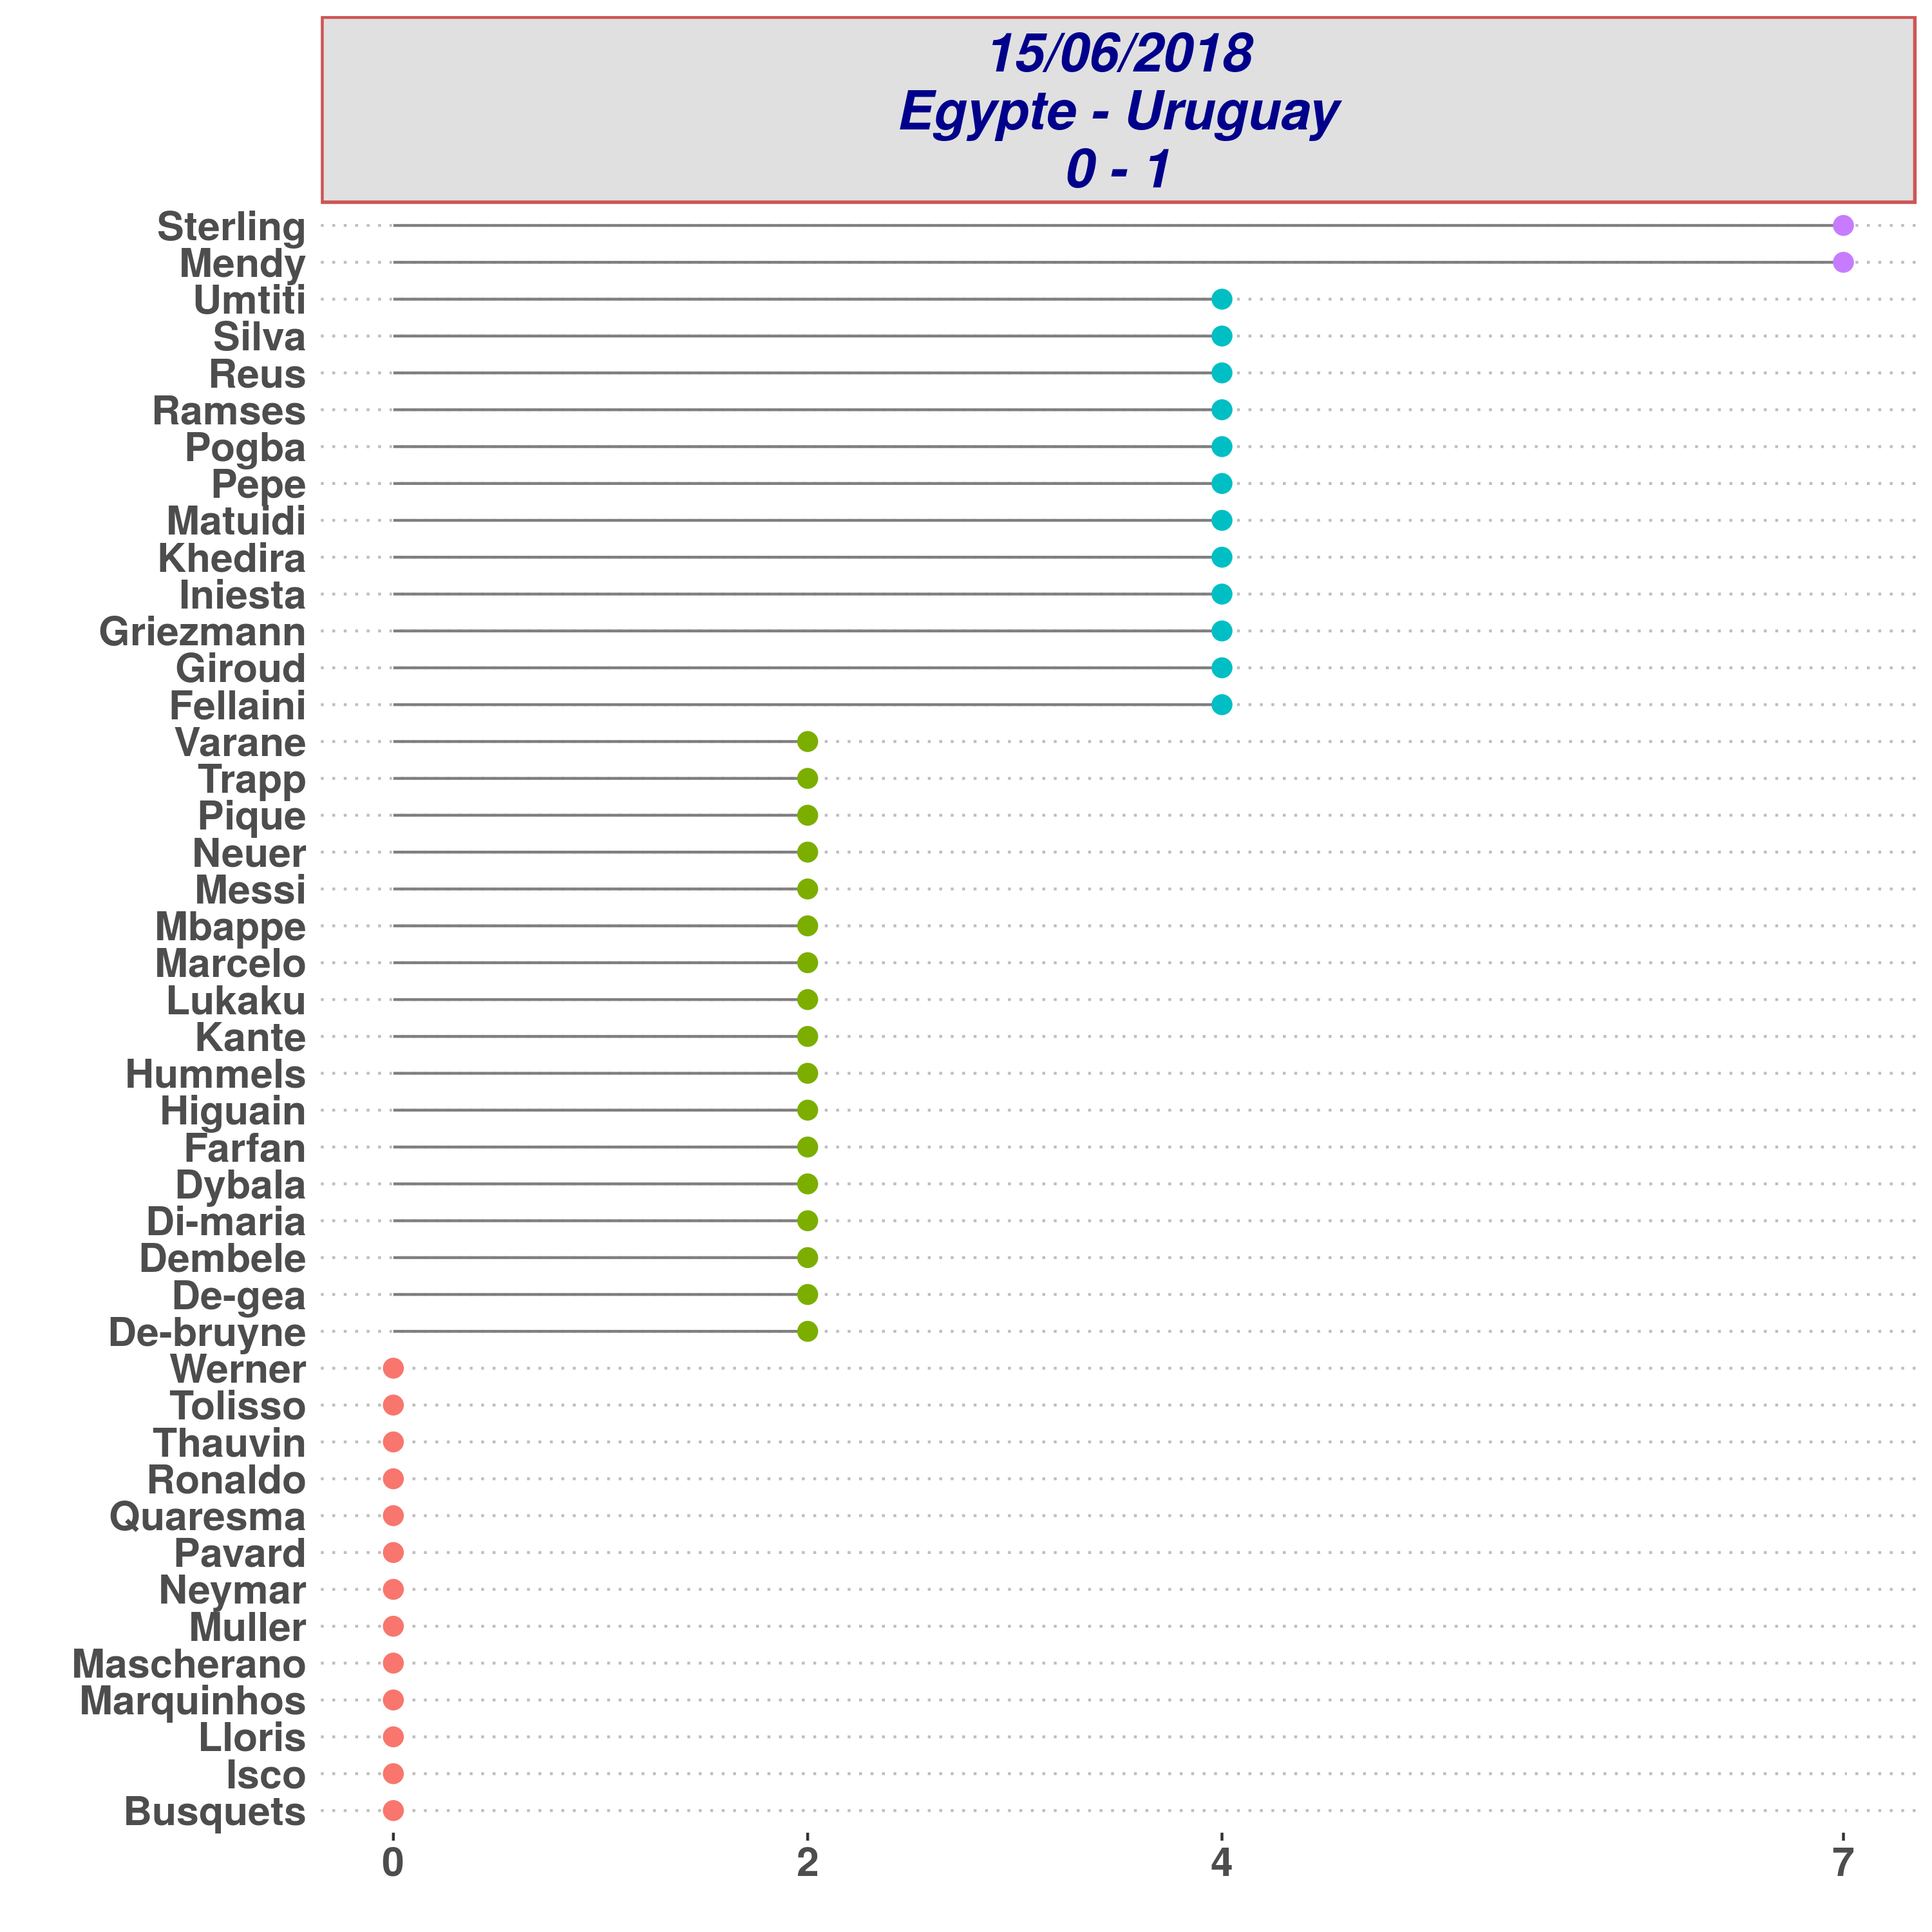 15/06/2018
Egypte - Uruguay
0 - 1
Sterling
Mendy
Umtiti
Silva
Reus
Ramses
Pogba
Pepe
Matuidi
Khedira
Iniesta
Griezmann
Giroud
Fellaini
Varane
Trapp
Pique
Neuer
Messi
Mbappe
Marcelo
Lukaku
Kante
Hummels
Higuain
Farfan
Dybala
Di-maria
Dembele
De-gea
De-bruyne
Werner
Tolisso
Thauvin
Ronaldo
Quaresma
Pavard
Neymar
Muller
Mascherano
Marquinhos
Lloris
Isco
Busquets
0 2 4 7